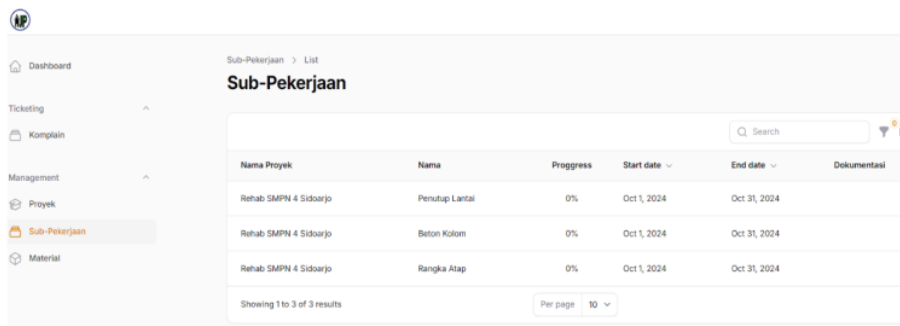 Dashboard
Ticketing
Komplain
Management
Proyek
Sub-Pekerjaan
Material
Sub-Pekerjaan > List
Sub-Pekerjaan
Search
0
Nama Proyek Nama Proggress Start date End date Dokumentasi
Rehab SMPN 4 Sidoarjo Penutup Lantai 0% Oct 1, 2024 Oct 31, 2024
Rehab SMPN 4 Sidoarjo Beton Kolom 0% Oct 1, 2024 Oct 31, 2024
Rehab SMPN 4 Sidoarjo Rangka Atap 0% Oct 1, 2024 Oct 31, 2024
Showing 1 to 3 of 3 results Per page 10